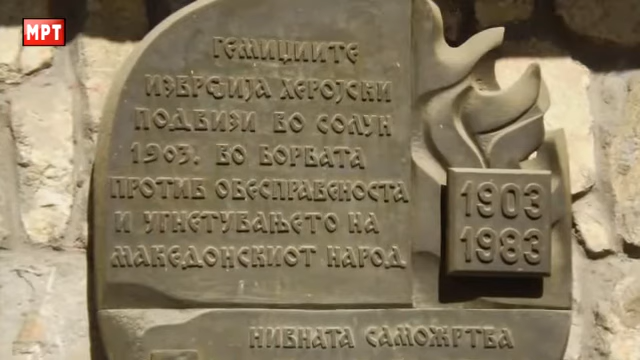 МРТ
ГЕМИЏИИТЕ
ИЗВРШИЈА ХЕРОЈСКИ
ПОДВИЗИ ВО СОЛУН
1903. ВО БОРБАТА
ПРОТИВ ОБЕСПРАВЕНОСТА
И УГНЕТУВАЊЕТО НА
МАКЕДОНСКИОТ НАРОД
1903
1983
НИВНАТА САМОЖРТВА